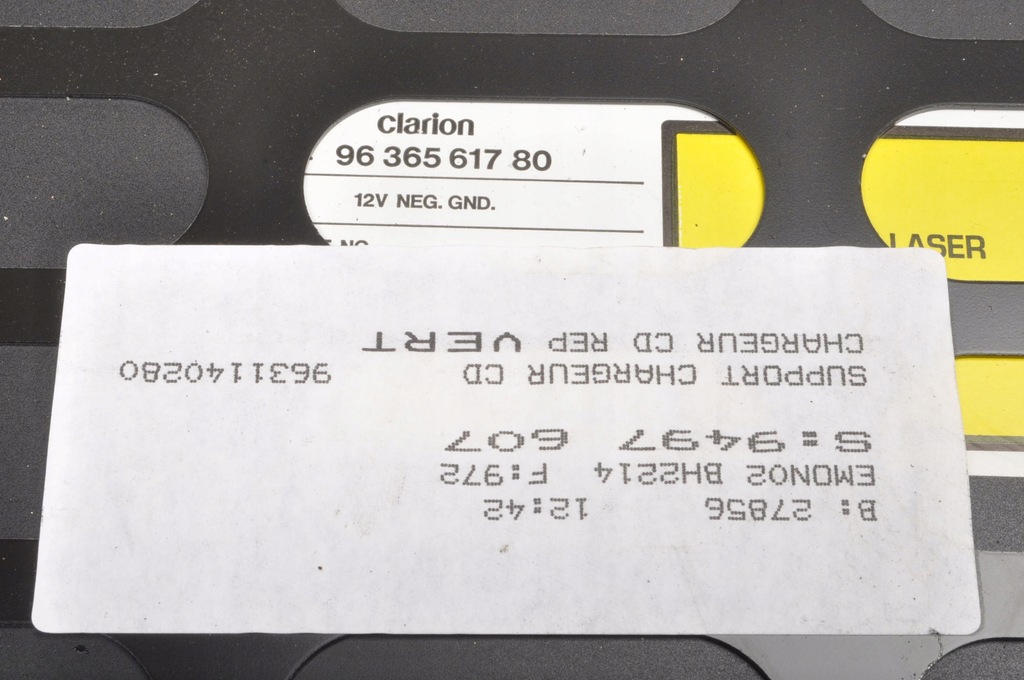 Clarion
96 365 617 80
12V NEG. GND.
LASER
B: 27856 12:42
EMON02 BH2214 F:972
S:9497 607
SUPPORT CHARGEUR CD 9631140280
CHARGEUR CD REP VERT